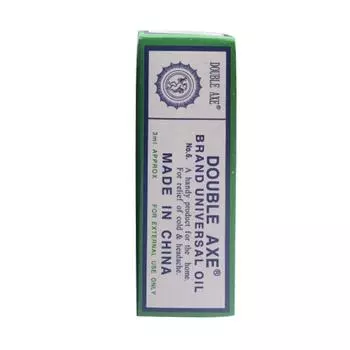 DOUBLE AXE®
DOUBLE AXE®
BRAND UNIVERSAL OIL
No.6. A handy product for the home.
For relief of cold & headache.
MADE IN CHINA
3ml APPROX FOR EXTERNAL USE ONLY